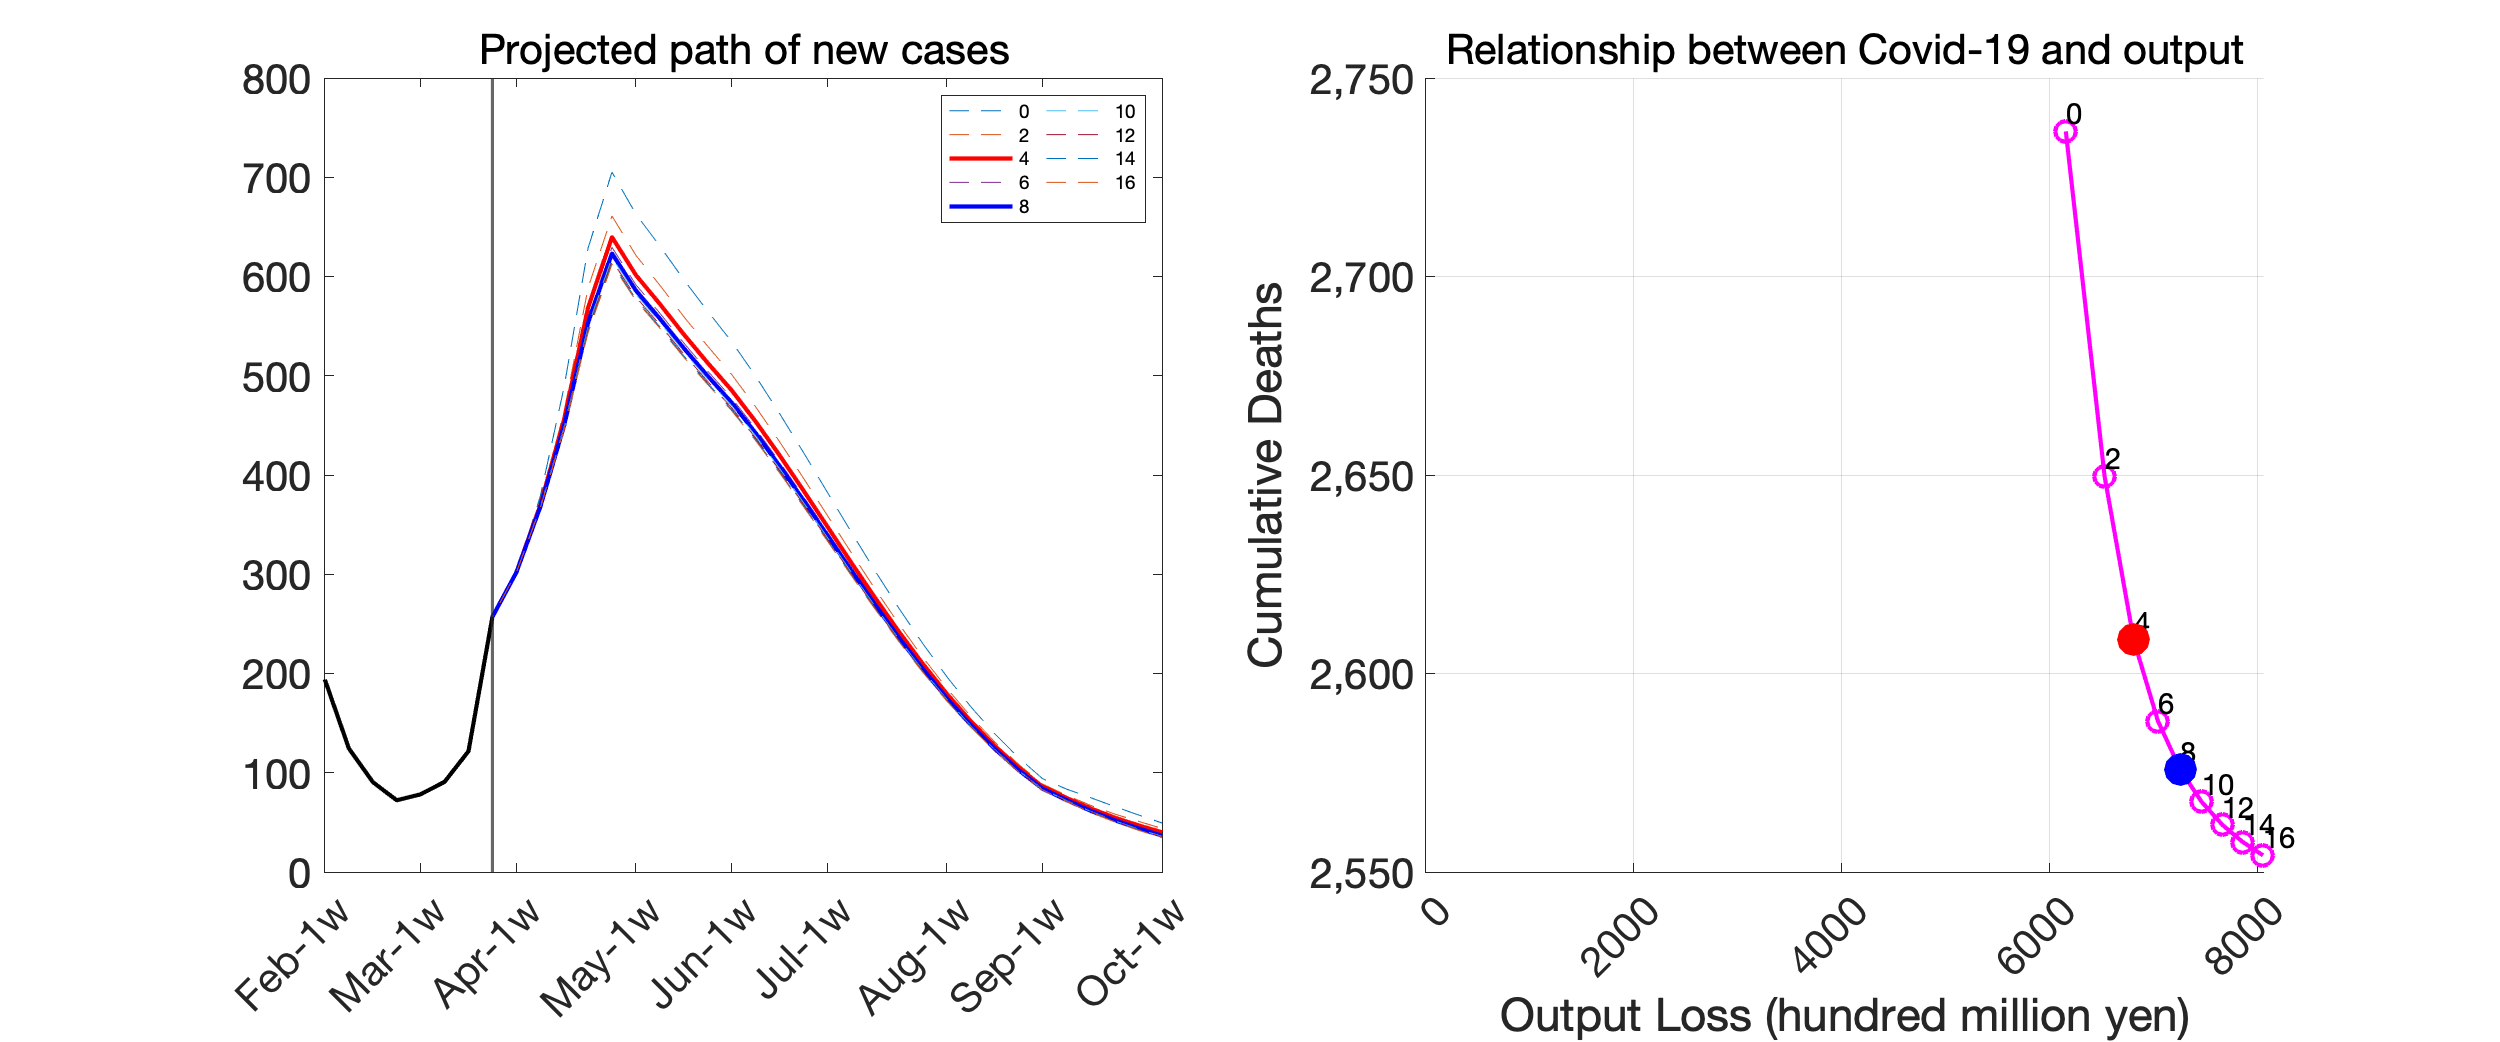 Projected path of new cases
800
700
600
500
400
300
200
100
0
0 10
2 12
4 14
6 16
8
Feb-1w
Mar-1w
Apr-1w
May-1w
Jun-1w
Jul-1w
Aug-1w
Sep-1w
Oct-1w
Relationship between Covid-19 and output
Cumulative Deaths
2,750
2,700
2,650
2,600
2,550
0
2
4
6
8
10
12
14
16
0
2000
4000
6000
8000
Output Loss (hundred million yen)